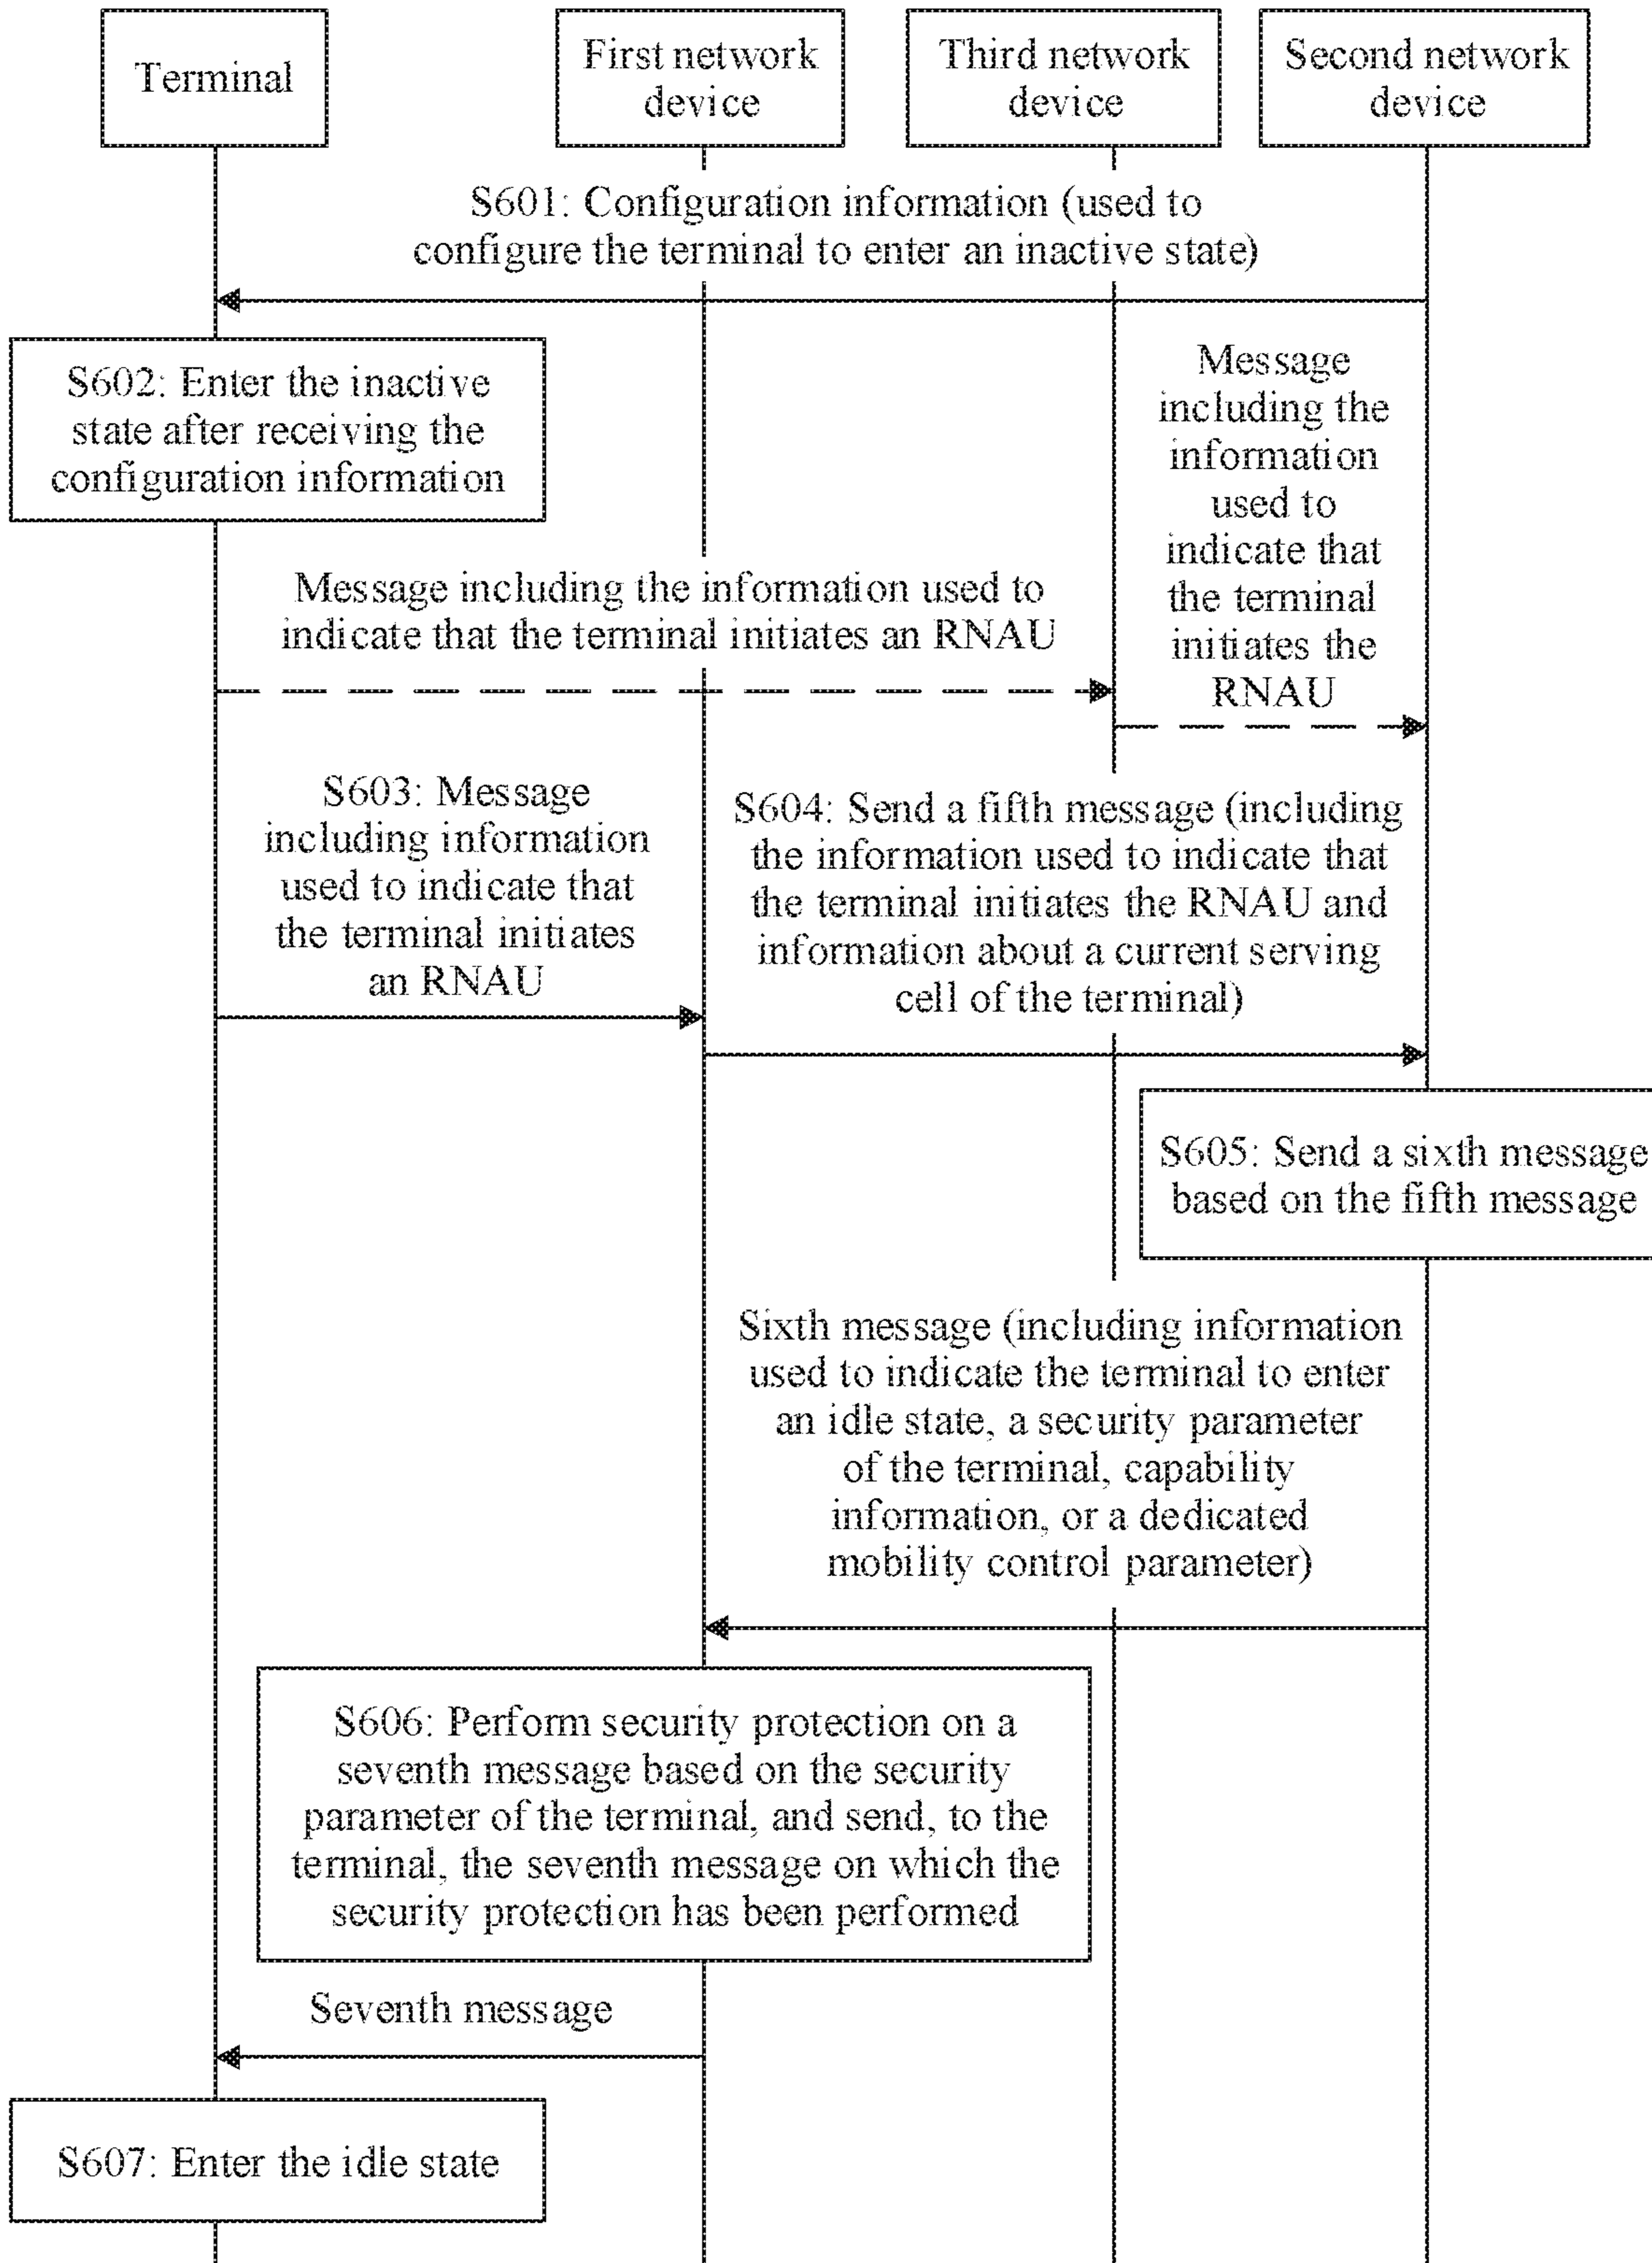 Terminal
First network
device
Third network
device
Second network
device
S601: Configuration information (used to
configure the terminal to enter an inactive state)
S602: Enter the inactive
state after receiving the
configuration information
Message
including the
information
used to
indicate that
the terminal
initiates the
RNAU
Message including the information used to
indicate that the terminal initiates an RNAU
S603: Message
including information
used to indicate that
the terminal initiates
an RNAU
S604: Send a fifth message (including
the information used to indicate that
the terminal initiates the RNAU and
information about a current serving
cell of the terminal)
S605: Send a sixth message
based on the fifth message
Sixth message (including information
used to indicate the terminal to enter
an idle state, a security parameter
of the terminal, capability
information, or a dedicated
mobility control parameter)
S606: Perform security protection on a
seventh message based on the security
parameter of the terminal, and send, to the
terminal, the seventh message on which the
security protection has been performed
Seventh message
S607: Enter the idle state